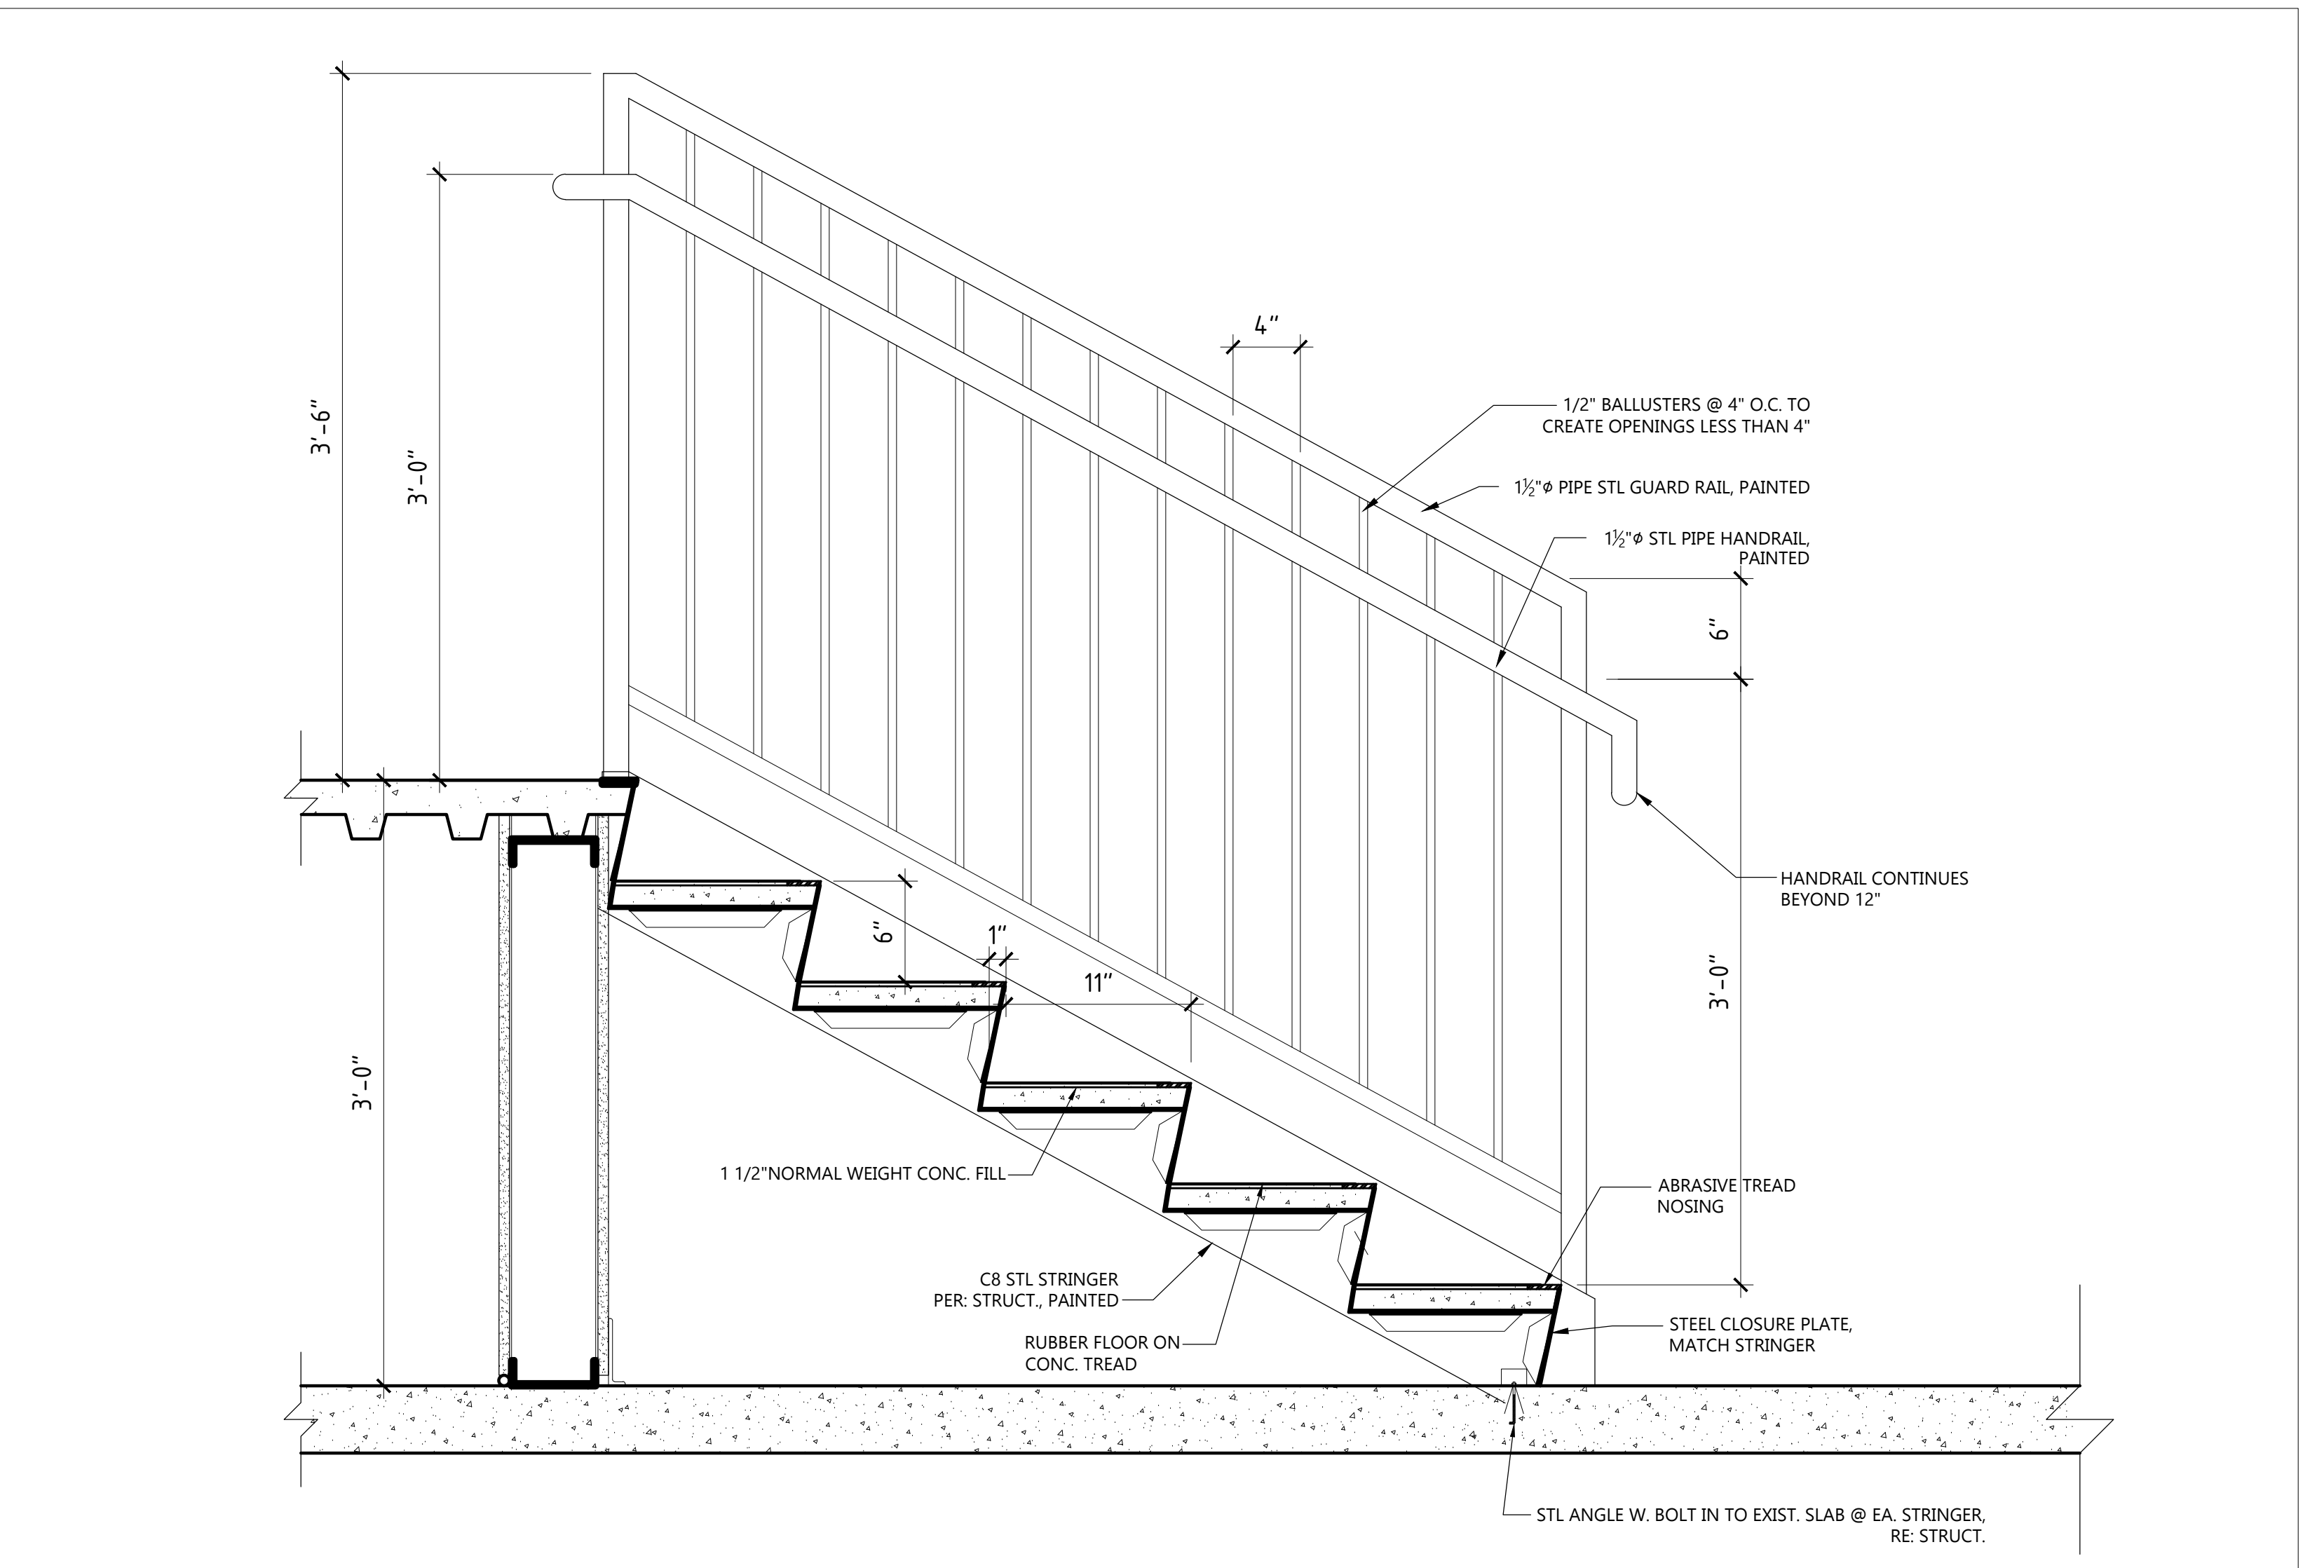 3'-6"
3'-0"
4"
1/2" BALLUSTERS @ 4" O.C. TO
CREATE OPENINGS LESS THAN 4"
1½"ø PIPE STL GUARD RAIL, PAINTED
1½"ø STL PIPE HANDRAIL,
PAINTED
6"
HANDRAIL CONTINUES
BEYOND 12"
6"
1"
11"
3'-0"
3'-0"
1 1/2"NORMAL WEIGHT CONC. FILL
ABRASIVE TREAD
NOSING
C8 STL STRINGER
PER: STRUCT., PAINTED
STEEL CLOSURE PLATE,
MATCH STRINGER
RUBBER FLOOR ON
CONC. TREAD
STL ANGLE W. BOLT IN TO EXIST. SLAB @ EA. STRINGER,
RE: STRUCT.